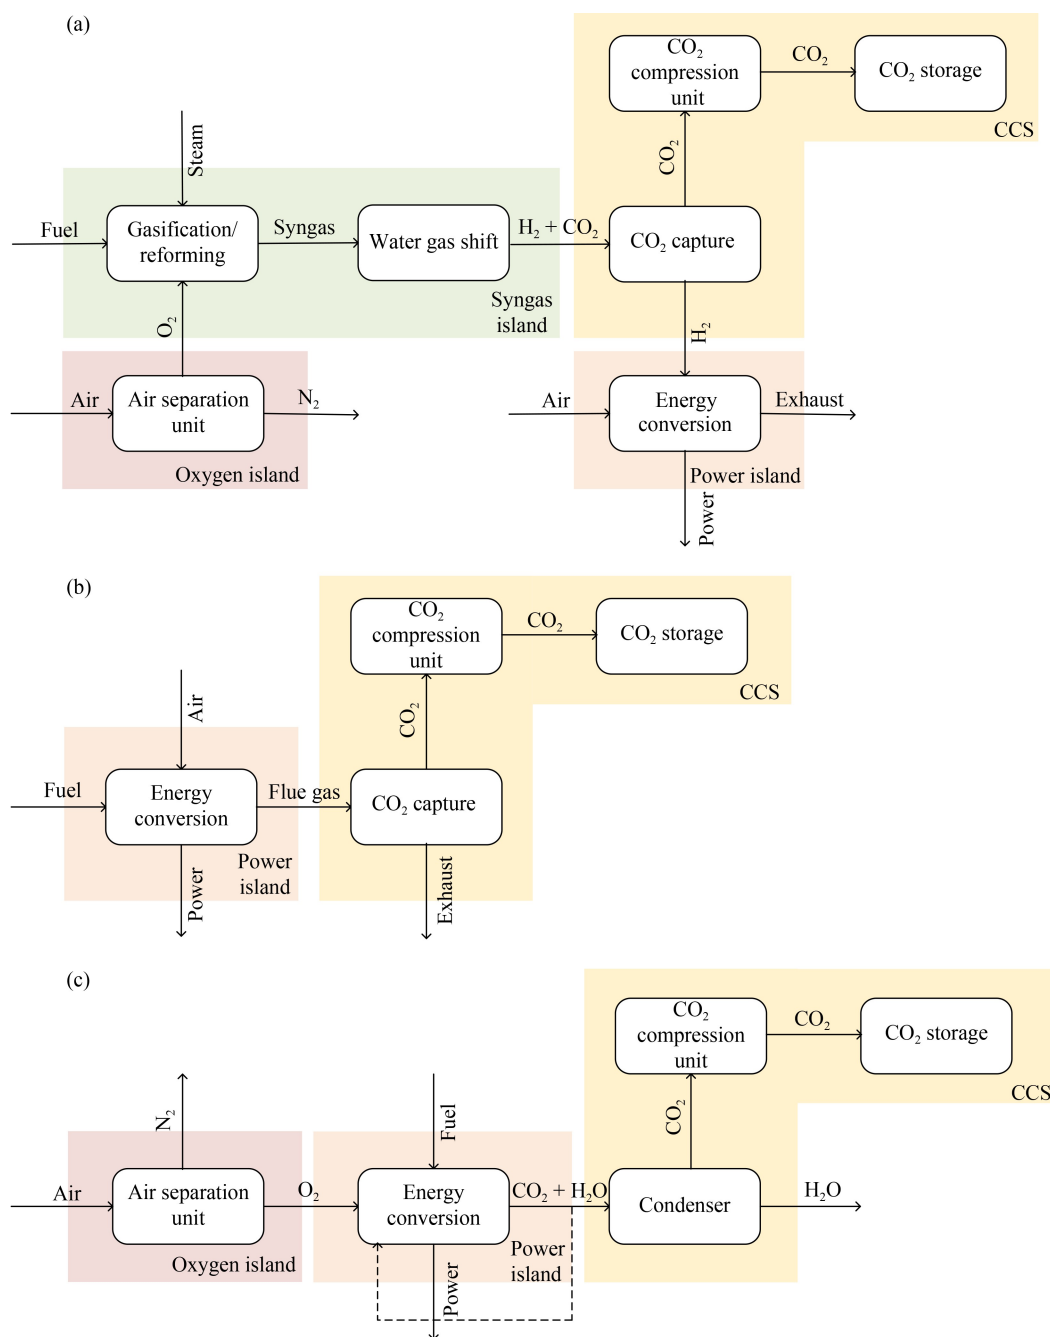 (a)
CO₂
compression
unit
CO₂
CO₂ storage
CCS
CO₂
Steam
Fuel
Gasification/
reforming
Syngas
Water gas shift
H₂ + CO₂
CO₂ capture
Syngas
island
O₂
H₂
Air
Air separation
unit
N₂
Oxygen island
Air
Energy
conversion
Exhaust
Power island
Power
(b)
CO₂
compression
unit
CO₂
CO₂ storage
CCS
CO₂
Air
Fuel
Energy
conversion
Flue gas
CO₂ capture
Power
island
Power
Exhaust
(c)
CO₂
compression
unit
CO₂
CO₂ storage
CCS
CO₂
N₂
Fuel
Air
Air separation
unit
O₂
Energy
conversion
CO₂ + H₂O
Condenser
H₂O
Oxygen island
Power
island
Power